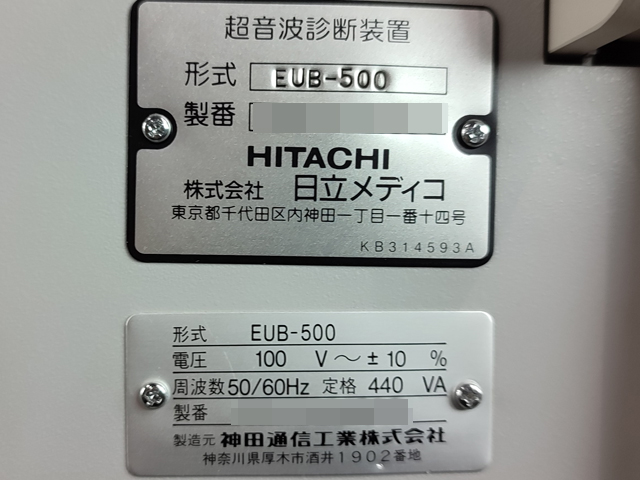 超音波診断装置
形式 EUB-500
製番
HITACHI
株式会社 日立メディコ
東京都千代田区内神田一丁目一番十四号
KB314593A
形式 EUB-500
電圧 100 V～±10 %
周波数 50/60Hz 定格 440 VA
製番
製造元 神田通信工業株式会社
神奈川県厚木市酒井1902番地